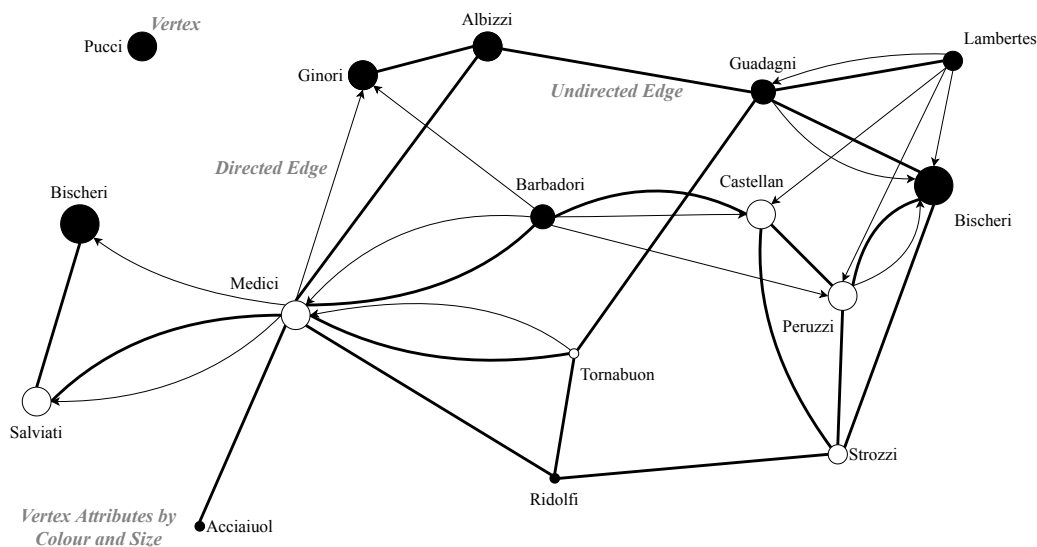 Vertex
Pucci
Albizzi
Ginori
Guadagni
Lambertes
Undirected Edge
Directed Edge
Bischeri
Barbadori
Castellan
Bischeri
Medici
Peruzzi
Tornabuon
Salviati
Strozzi
Ridolfi
Vertex Attributes by
Colour and Size
Acciaiuol